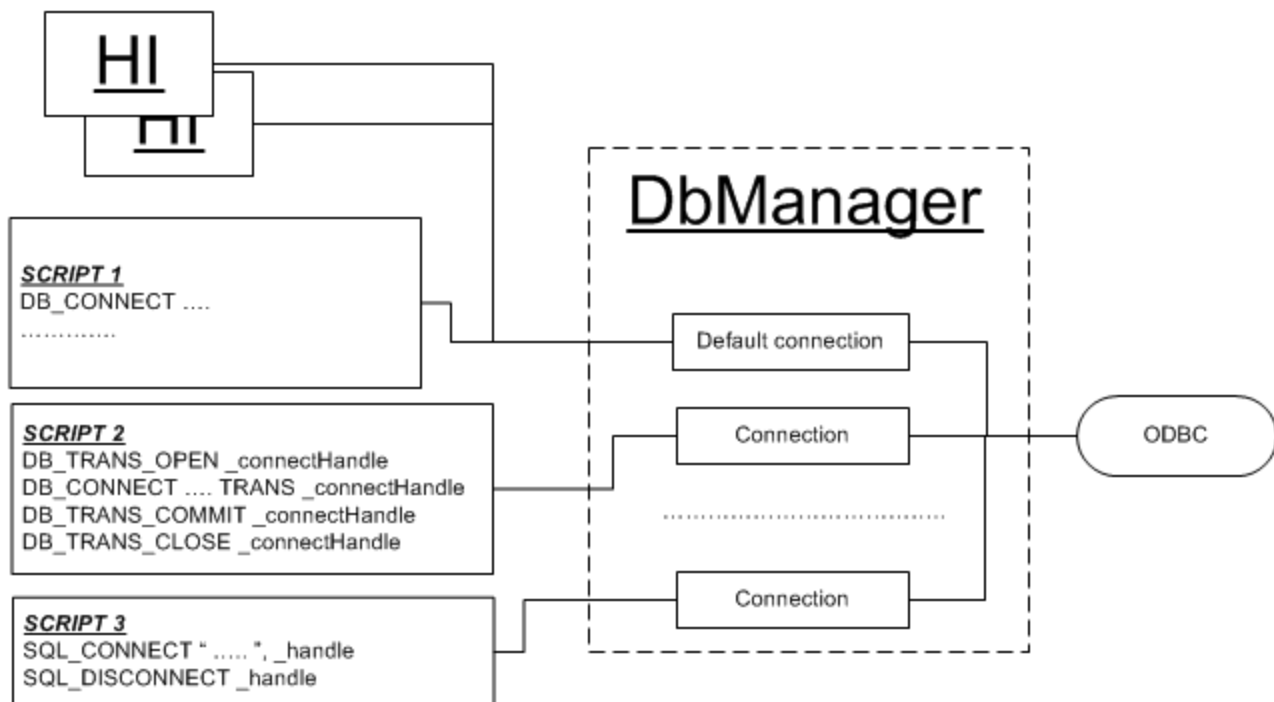 HI
HI
DbManager
SCRIPT 1
DB_CONNECT ....
.............
Default connection
SCRIPT 2
DB_TRANS_OPEN _connectHandle
DB_CONNECT .... TRANS _connectHandle
DB_TRANS_COMMIT _connectHandle
DB_TRANS_CLOSE _connectHandle
Connection
ODBC
.......................................
Connection
SCRIPT 3
SQL_CONNECT “ ..... ”, _handle
SQL_DISCONNECT _handle